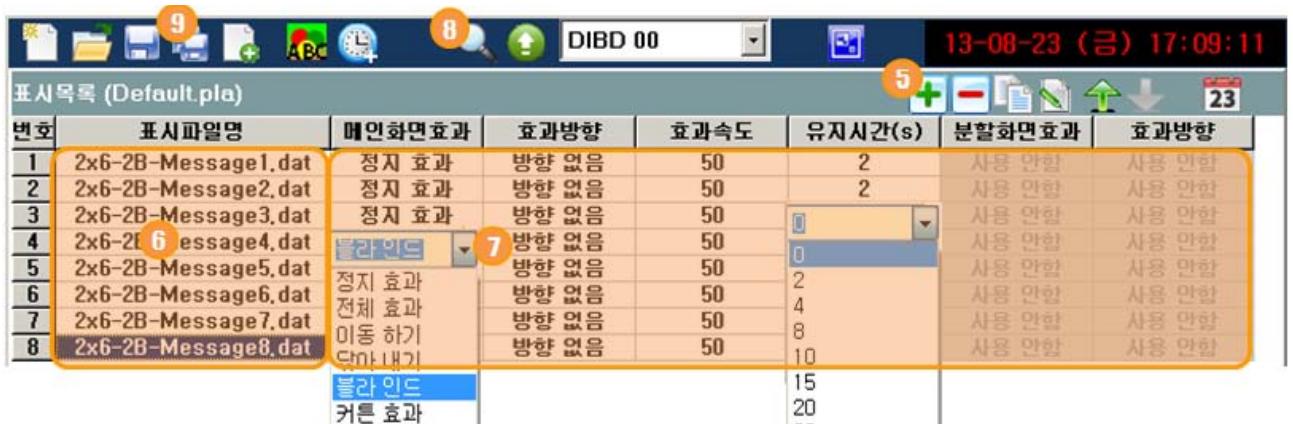 9
8
ABC
DIBD 00
13-08-23 (금) 17:09:11
5
표시목록 (Default.pla)
23
번호 표시파일명 메인화면효과 효과방향 효과속도 유지시간(s) 분할화면효과 효과방향
1 2x6-2B-Message1.dat 정지 효과 방향 없음 50 2 사용 안함 사용 안함
2 2x6-2B-Message2.dat 정지 효과 방향 없음 50 2 사용 안함 사용 안함
3 2x6-2B-Message3.dat 정지 효과 방향 없음 50 0 사용 안함 사용 안함
4 2x6-2B-Message4.dat 블라인드 방향 없음 50 사용 안함 사용 안함
6
7
5 2x6-2B-Message5.dat 방향 없음 50 사용 안함 사용 안함
6 2x6-2B-Message6.dat 방향 없음 50 사용 안함 사용 안함
7 2x6-2B-Message7.dat 방향 없음 50 사용 안함 사용 안함
8 2x6-2B-Message8.dat 방향 없음 50 사용 안함 사용 안함
정지 효과
전체 효과
이동 하기
닦아 내기
블라인드
커튼 효과
0
2
4
8
10
15
20